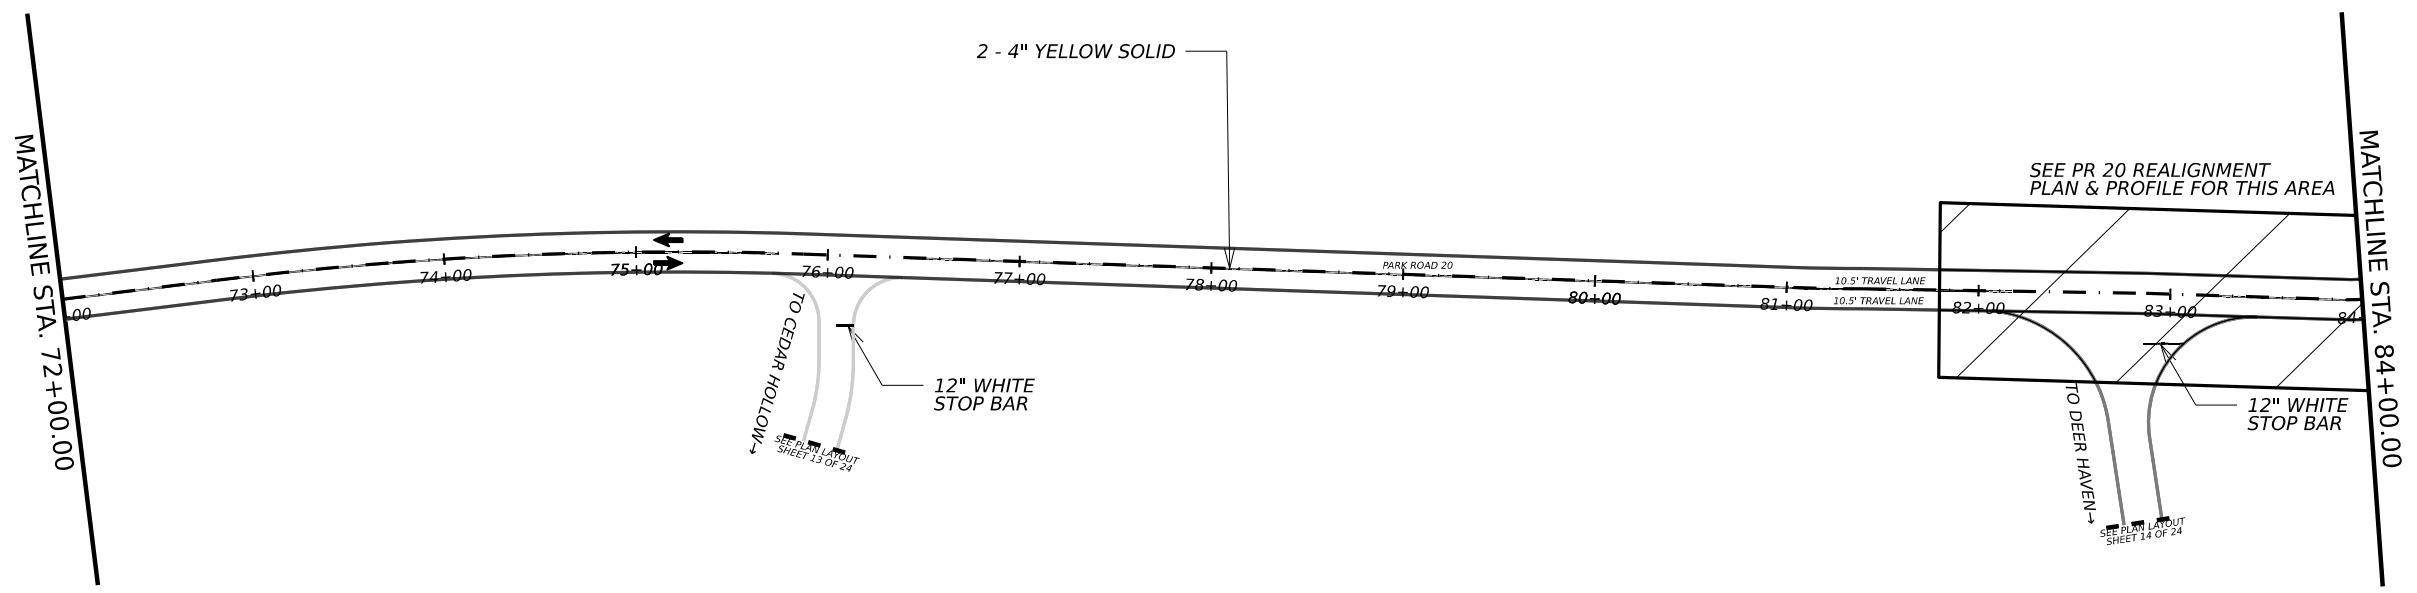 2 - 4" YELLOW SOLID
SEE PR 20 REALIGNMENT
PLAN & PROFILE FOR THIS AREA
MATCHLINE STA. 72+00.00
MATCHLINE STA. 84+00.00
00
73+00
74+00
75+00
76+00
77+00
78+00
79+00
80+00
81+00
82+00
83+00
84
PARK ROAD 20
10.5' TRAVEL LANE
10.5' TRAVEL LANE
TO CEDAR HOLLOW→
12" WHITE
STOP BAR
SEE PLAN LAYOUT
SHEET 13 OF 24
TO DEER HAVEN→
12" WHITE
STOP BAR
SEE PLAN LAYOUT
SHEET 14 OF 24